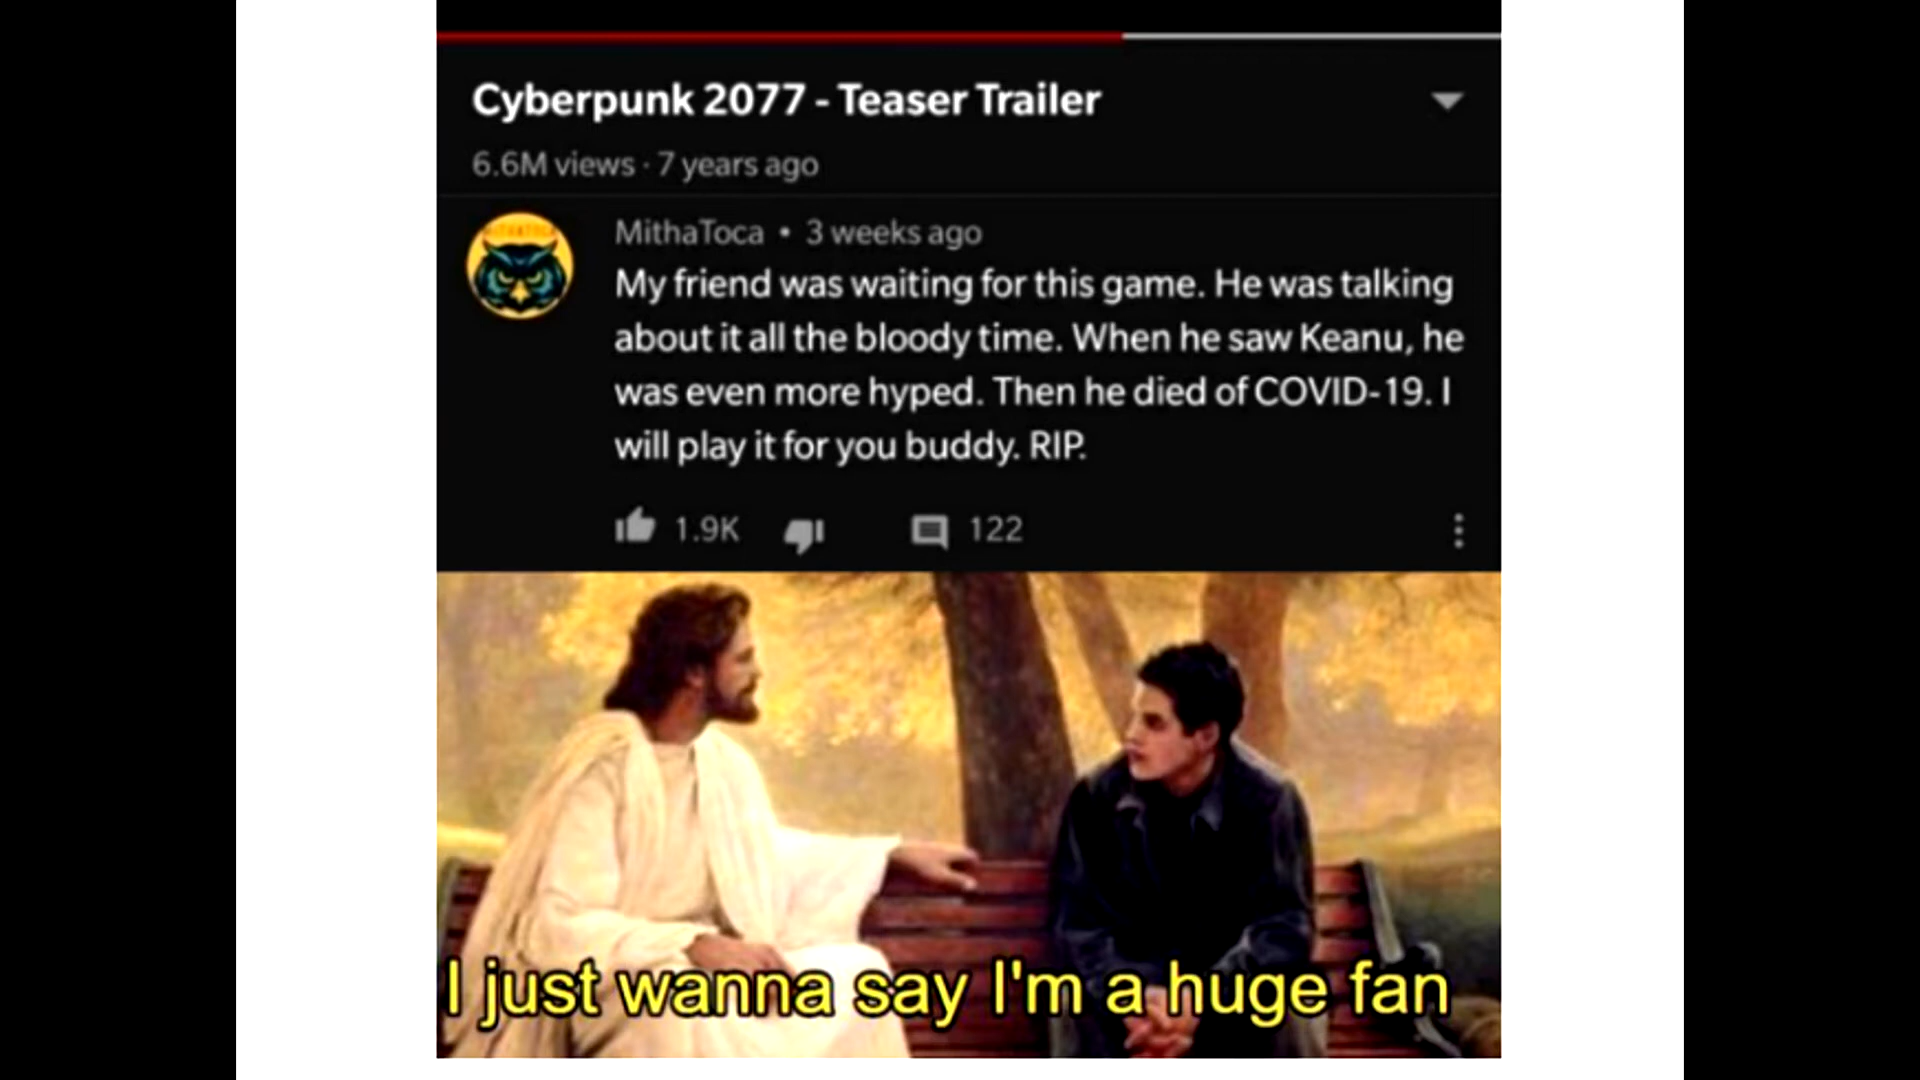 Cyberpunk 2077 - Teaser Trailer
6.6M views · 7 years ago
MithaToca • 3 weeks ago
My friend was waiting for this game. He was talking
about it all the bloody time. When he saw Keanu, he
was even more hyped. Then he died of COVID-19. I
will play it for you buddy. RIP.
1.9K 122
I just wanna say I'm a huge fan